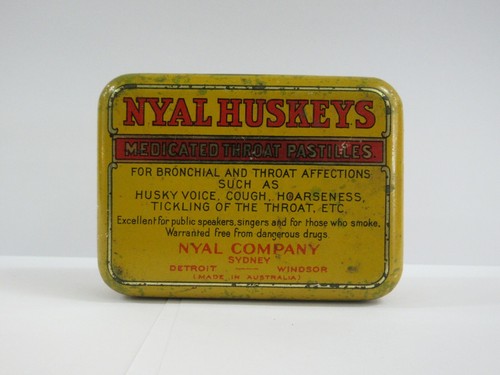 NYAL HUSKEYS
MEDICATED THROAT PASTILLES.
FOR BRONCHIAL AND THROAT AFFECTIONS
SUCH AS
HUSKY VOICE, COUGH, HOARSENESS,
TICKLING OF THE THROAT, ETC.
Excellent for public speakers, singers and for those who smoke.
Warranted free from dangerous drugs.
NYAL COMPANY
SYDNEY
DETROIT — WINDSOR
(MADE IN AUSTRALIA)